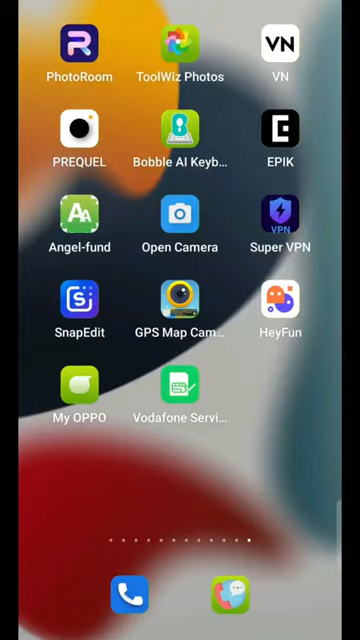 PhotoRoom
ToolWiz Photos
VN
VN
PREQUEL
Bobble AI Keyb...
EPIK
AA
Angel-fund
Open Camera
VPN
Super VPN
S
SnapEdit
GPS Map Cam...
HeyFun
My OPPO
Vodafone Servi...